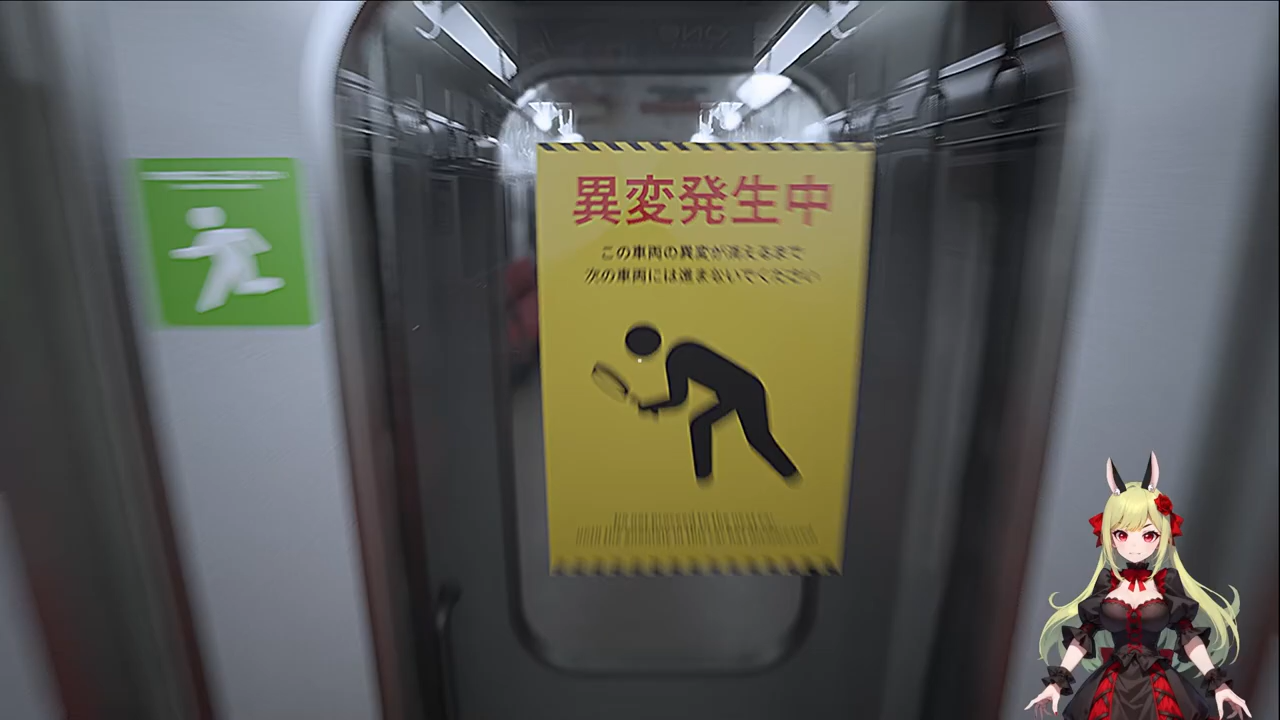 異変発生中
この車両の異変が消えるまで
次の車両には進まないでください